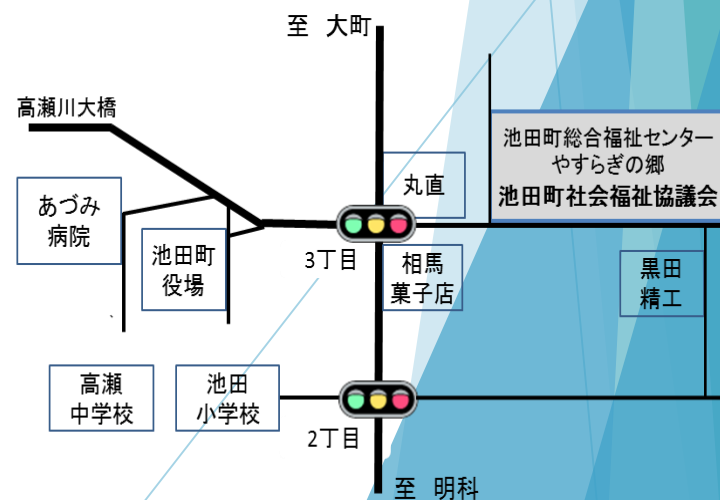 至 大町
高瀬川大橋
池田町総合福祉センター
やすらぎの郷
池田町社会福祉協議会
丸直
あづみ
病院
池田町
役場
3丁目
相馬
菓子店
黒田
精工
高瀬
中学校
池田
小学校
2丁目
至 明科